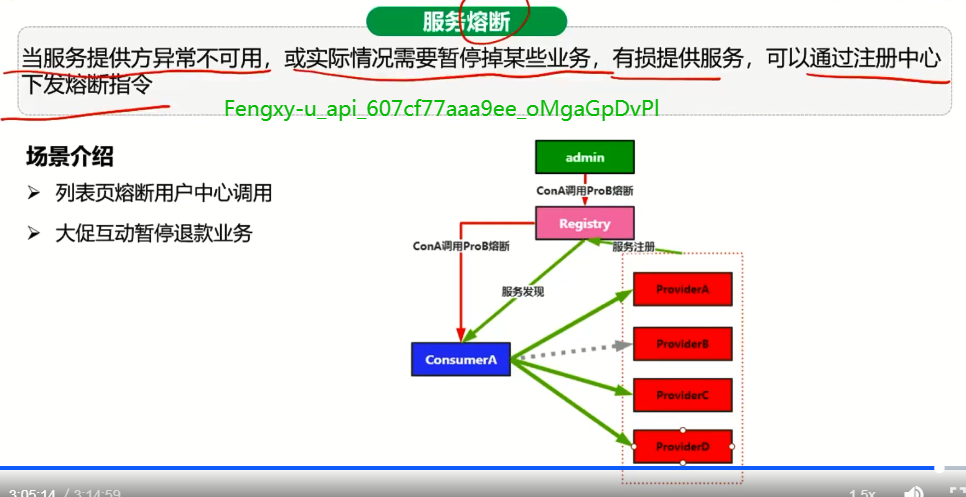 服务熔断
当服务提供方异常不可用，或实际情况需要暂停掉某些业务，有损提供服务，可以通过注册中心
下发熔断指令
Fengxy-u_api_607cf77aaa9ee_oMgaGpDvPl
场景介绍
列表页熔断用户中心调用
大促互动暂停退款业务
admin
ConA调用ProB熔断
Registry
ConA调用ProB熔断
服务注册
服务发现
ProviderA
ProviderB
ConsumerA
ProviderC
ProviderD
3:05:14 / 3:14:59
1.5x